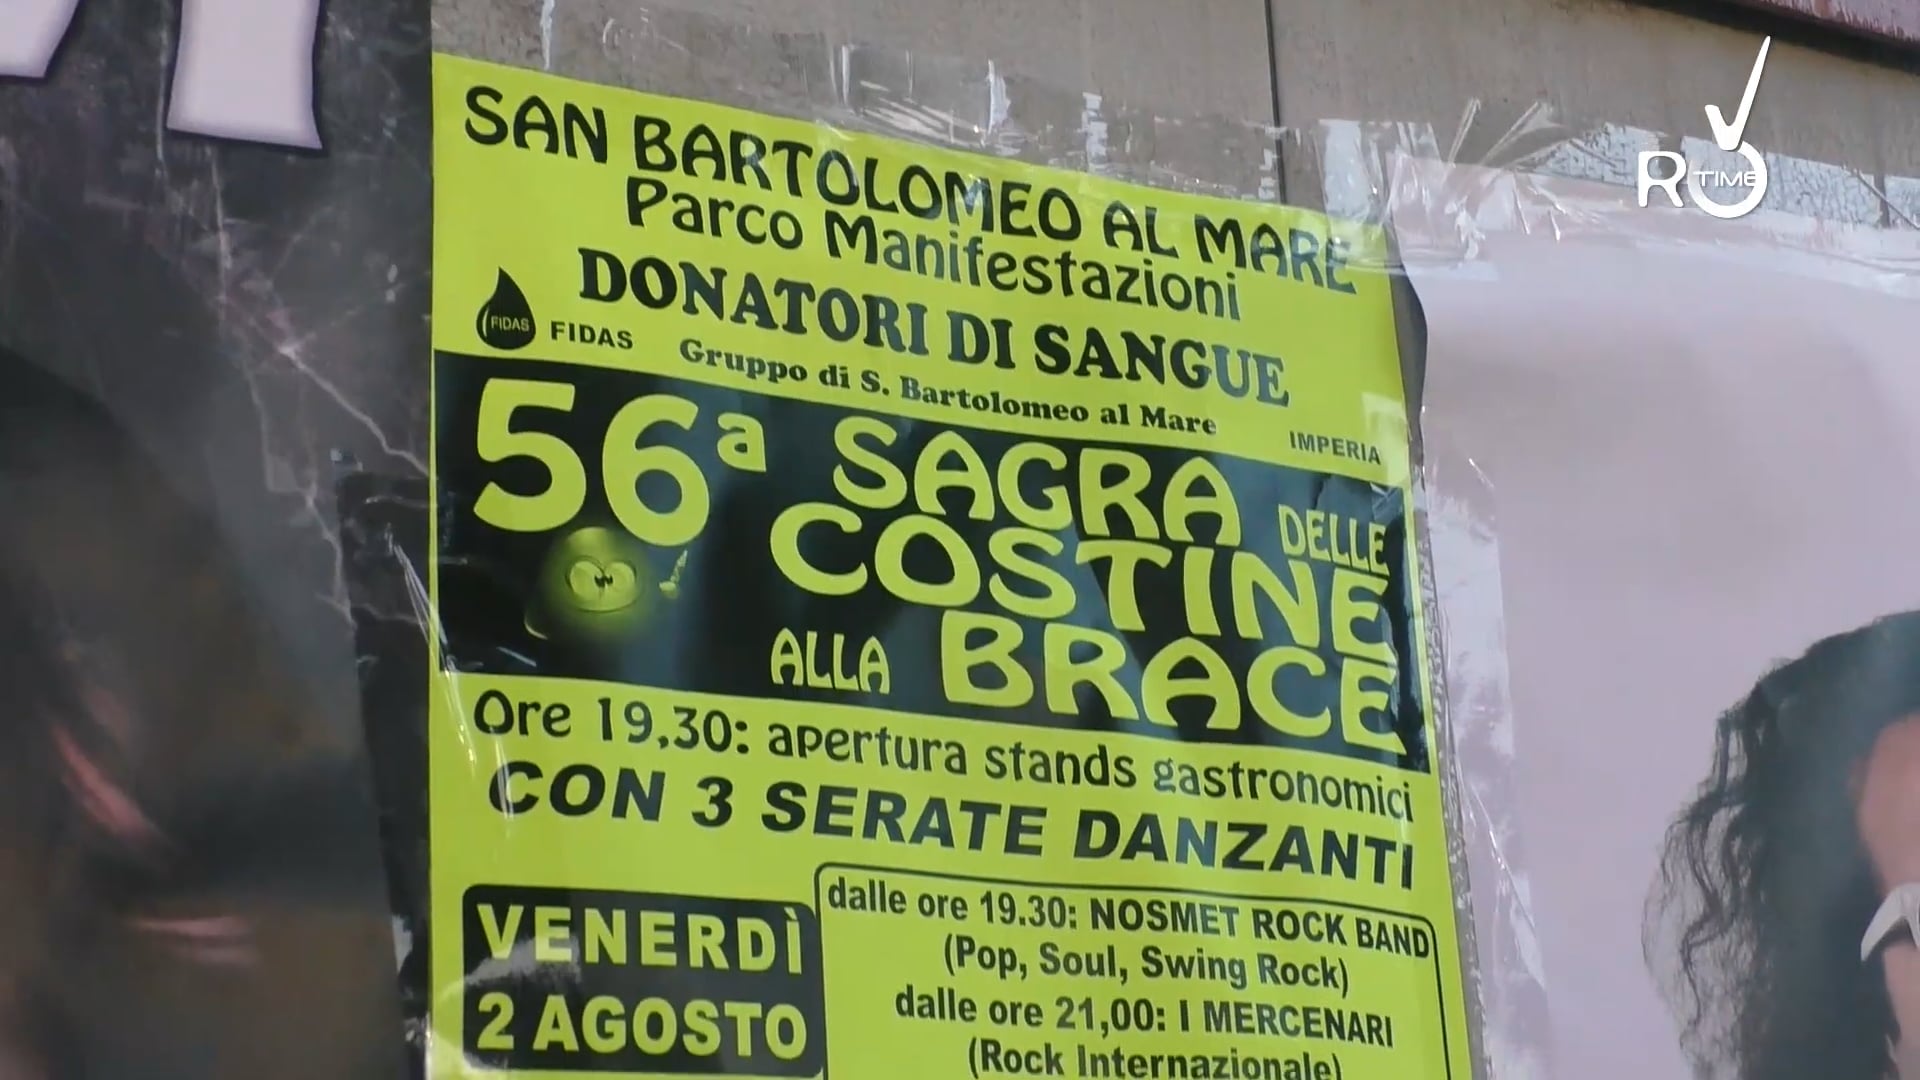 SAN BARTOLOMEO AL MARE
Parco Manifestazioni
DONATORI DI SANGUE
FIDAS FIDAS
Gruppo di S. Bartolomeo al Mare
IMPERIA
56a SAGRA DELLE
COSTINE
ALLA BRACE
Ore 19,30: apertura stands gastronomici
CON 3 SERATE DANZANTI
VENERDÌ
2 AGOSTO
dalle ore 19.30: NOSMET ROCK BAND
(Pop, Soul, Swing Rock)
dalle ore 21,00: I MERCENARI
(Rock Internazionale)
R TIME